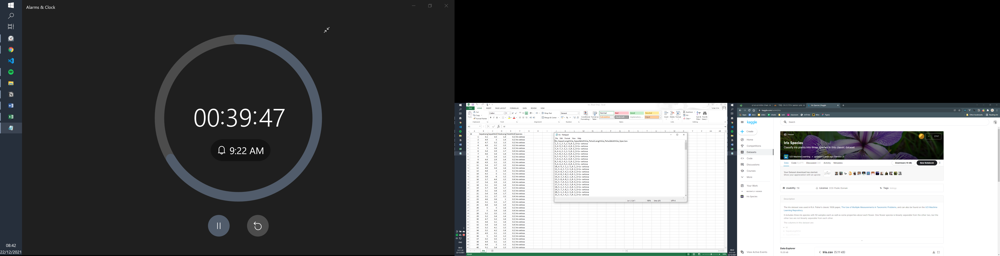 Alarms & Clock
00:39:47
9:22 AM
08:42
22/12/2021
Iris [Read-Only] - Excel
FILE HOME INSERT PAGE LAYOUT FORMULAS DATA REVIEW VIEW
Cut
Copy
Format Painter
Paste
Calibri 11
Wrap Text
Merge & Center
General
Conditional Formatting
Format as Table
Normal Bad Good Neutral
Calculation Check Cell Explanatory ... Input
Insert Delete Format
AutoSum
Fill
Clear
Sort & Filter
Find & Select
Clipboard Font Alignment Number Styles Cells Editing
A1 Id
Id SepalLeng SepalWidt PetalLeng PetalWidt Species
1 5.1 3.5 1.4 0.2 Iris-setosa
2 4.9 3 1.4 0.2 Iris-setosa
3 4.7 3.2 1.3 0.2 Iris-setosa
4 4.6 3.1 1.5 0.2 Iris-setosa
5 5 3.6 1.4 0.2 Iris-setosa
6 5.4 3.9 1.7 0.4 Iris-setosa
7 4.6 3.4 1.4 0.3 Iris-setosa
8 5 3.4 1.5 0.2 Iris-setosa
9 4.4 2.9 1.4 0.2 Iris-setosa
10 4.9 3.1 1.5 0.1 Iris-setosa
11 5.4 3.7 1.5 0.2 Iris-setosa
12 4.8 3.4 1.6 0.2 Iris-setosa
13 4.8 3 1.4 0.1 Iris-setosa
14 4.3 3 1.1 0.1 Iris-setosa
15 5.8 4 1.2 0.2 Iris-setosa
16 5.7 4.4 1.5 0.4 Iris-setosa
17 5.4 3.9 1.3 0.4 Iris-setosa
18 5.1 3.5 1.4 0.3 Iris-setosa
19 5.7 3.8 1.7 0.3 Iris-setosa
20 5.1 3.8 1.5 0.3 Iris-setosa
21 5.4 3.4 1.7 0.2 Iris-setosa
22 5.1 3.7 1.5 0.4 Iris-setosa
23 4.6 3.6 1 0.2 Iris-setosa
24 5.1 3.3 1.7 0.5 Iris-setosa
25 4.8 3.4 1.9 0.2 Iris-setosa
26 5 3 1.6 0.2 Iris-setosa
27 5 3.4 1.6 0.4 Iris-setosa
28 5.2 3.5 1.5 0.2 Iris-setosa
29 5.2 3.4 1.4 0.2 Iris-setosa
30 4.7 3.2 1.6 0.2 Iris-setosa
31 4.8 3.1 1.6 0.2 Iris-setosa
32 5.4 3.4 1.5 0.4 Iris-setosa
33 5.2 4.1 1.5 0.1 Iris-setosa
34 5.5 4.2 1.4 0.2 Iris-setosa
35 4.9 3.1 1.5 0.1 Iris-setosa
36 5 3.2 1.2 0.2 Iris-setosa
37 5.5 3.5 1.3 0.2 Iris-setosa
38 4.9 3.1 1.5 0.1 Iris-setosa
39 4.4 3 1.3 0.2 Iris-setosa
40 5.1 3.4 1.5 0.2 Iris-setosa
Iris
READY
100%
ENG
08:42
יום רביעי
22/12/2021
Iris - Notepad
File Edit Format View Help
Id,SepalLengthCm,SepalWidthCm,PetalLengthCm,PetalWidthCm,Species
1,5.1,3.5,1.4,0.2,Iris-setosa
2,4.9,3.0,1.4,0.2,Iris-setosa
3,4.7,3.2,1.3,0.2,Iris-setosa
4,4.6,3.1,1.5,0.2,Iris-setosa
5,5.0,3.6,1.4,0.2,Iris-setosa
6,5.4,3.9,1.7,0.4,Iris-setosa
7,4.6,3.4,1.4,0.3,Iris-setosa
8,5.0,3.4,1.5,0.2,Iris-setosa
9,4.4,2.9,1.4,0.2,Iris-setosa
10,4.9,3.1,1.5,0.1,Iris-setosa
11,5.4,3.7,1.5,0.2,Iris-setosa
12,4.8,3.4,1.6,0.2,Iris-setosa
13,4.8,3.0,1.4,0.1,Iris-setosa
14,4.3,3.0,1.1,0.1,Iris-setosa
15,5.8,4.0,1.2,0.2,Iris-setosa
16,5.7,4.4,1.5,0.4,Iris-setosa
17,5.4,3.9,1.3,0.4,Iris-setosa
18,5.1,3.5,1.4,0.3,Iris-setosa
19,5.7,3.8,1.7,0.3,Iris-setosa
20,5.1,3.8,1.5,0.3,Iris-setosa
21,5.4,3.4,1.7,0.2,Iris-setosa
Ln 1, Col 1 100% Unix (LF) UTF-8
Iris Species | Kaggle
kaggle.com/uciml/iris
Apps docs slides sheets web classroom Miro Figma Other bookmarks Reading list
kaggle
Search
Create
Home
Competitions
Datasets
Code
Discussions
Courses
More
Your Work
RECENTLY VIEWED
Iris Species
View Active Events
Dataset
2747
Iris Species
Classify iris plants into three species in this classic dataset
UCI Machine Learning • updated 5 years ago (Version 2)
Data Code (5,477) Discussion (26) Activity Metadata Download (16 kB) New Notebook
Your Dataset download has started.
Show your appreciation with an upvote
2747
Usability 7.9 License CC0: Public Domain Tags biology
Description
The Iris dataset was used in R.A. Fisher's classic 1936 paper, The Use of Multiple Measurements in Taxonomic Problems, and can also be found on the UCI Machine
Learning Repository.
It includes three iris species with 50 samples each as well as some properties about each flower. One flower species is linearly separable from the other two, but the
other two are not linearly separable from each other.
The columns in this dataset are:
Id
SepalLengthCm
Data Explorer
15.35 kB
Iris.csv (5.11 kB)
08:42
יום רביעי
22/12/2021